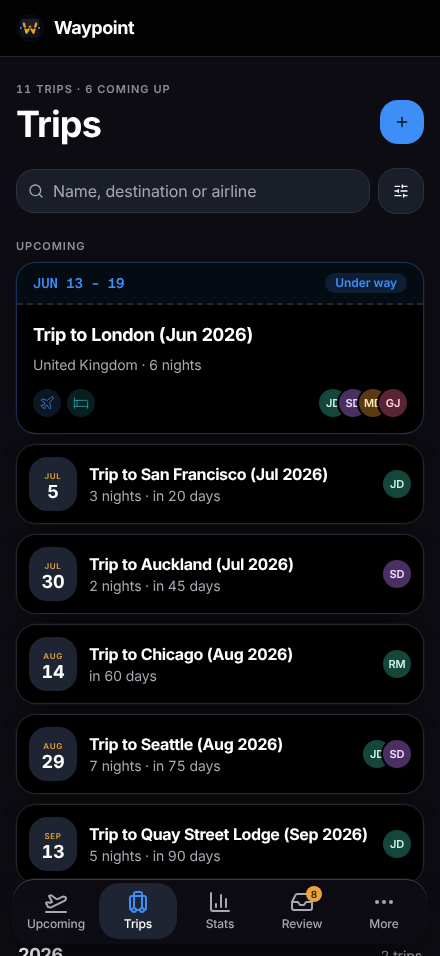 Waypoint
11 TRIPS · 6 COMING UP
Trips
Name, destination or airline
UPCOMING
JUN 13 – 19
Under way
Trip to London (Jun 2026)
United Kingdom · 6 nights
SD
GJ
JUL
5
Trip to San Francisco (Jul 2026)
3 nights · in 20 days
JD
JUL
30
Trip to Auckland (Jul 2026)
2 nights · in 45 days
SD
AUG
14
Trip to Chicago (Aug 2026)
in 60 days
RM
AUG
29
Trip to Seattle (Aug 2026)
7 nights · in 75 days
JD SD
SEP
13
Trip to Quay Street Lodge (Sep 2026)
5 nights · in 90 days
JD
8
Upcoming
Trips
Stats
Review
More
2026
2 trips